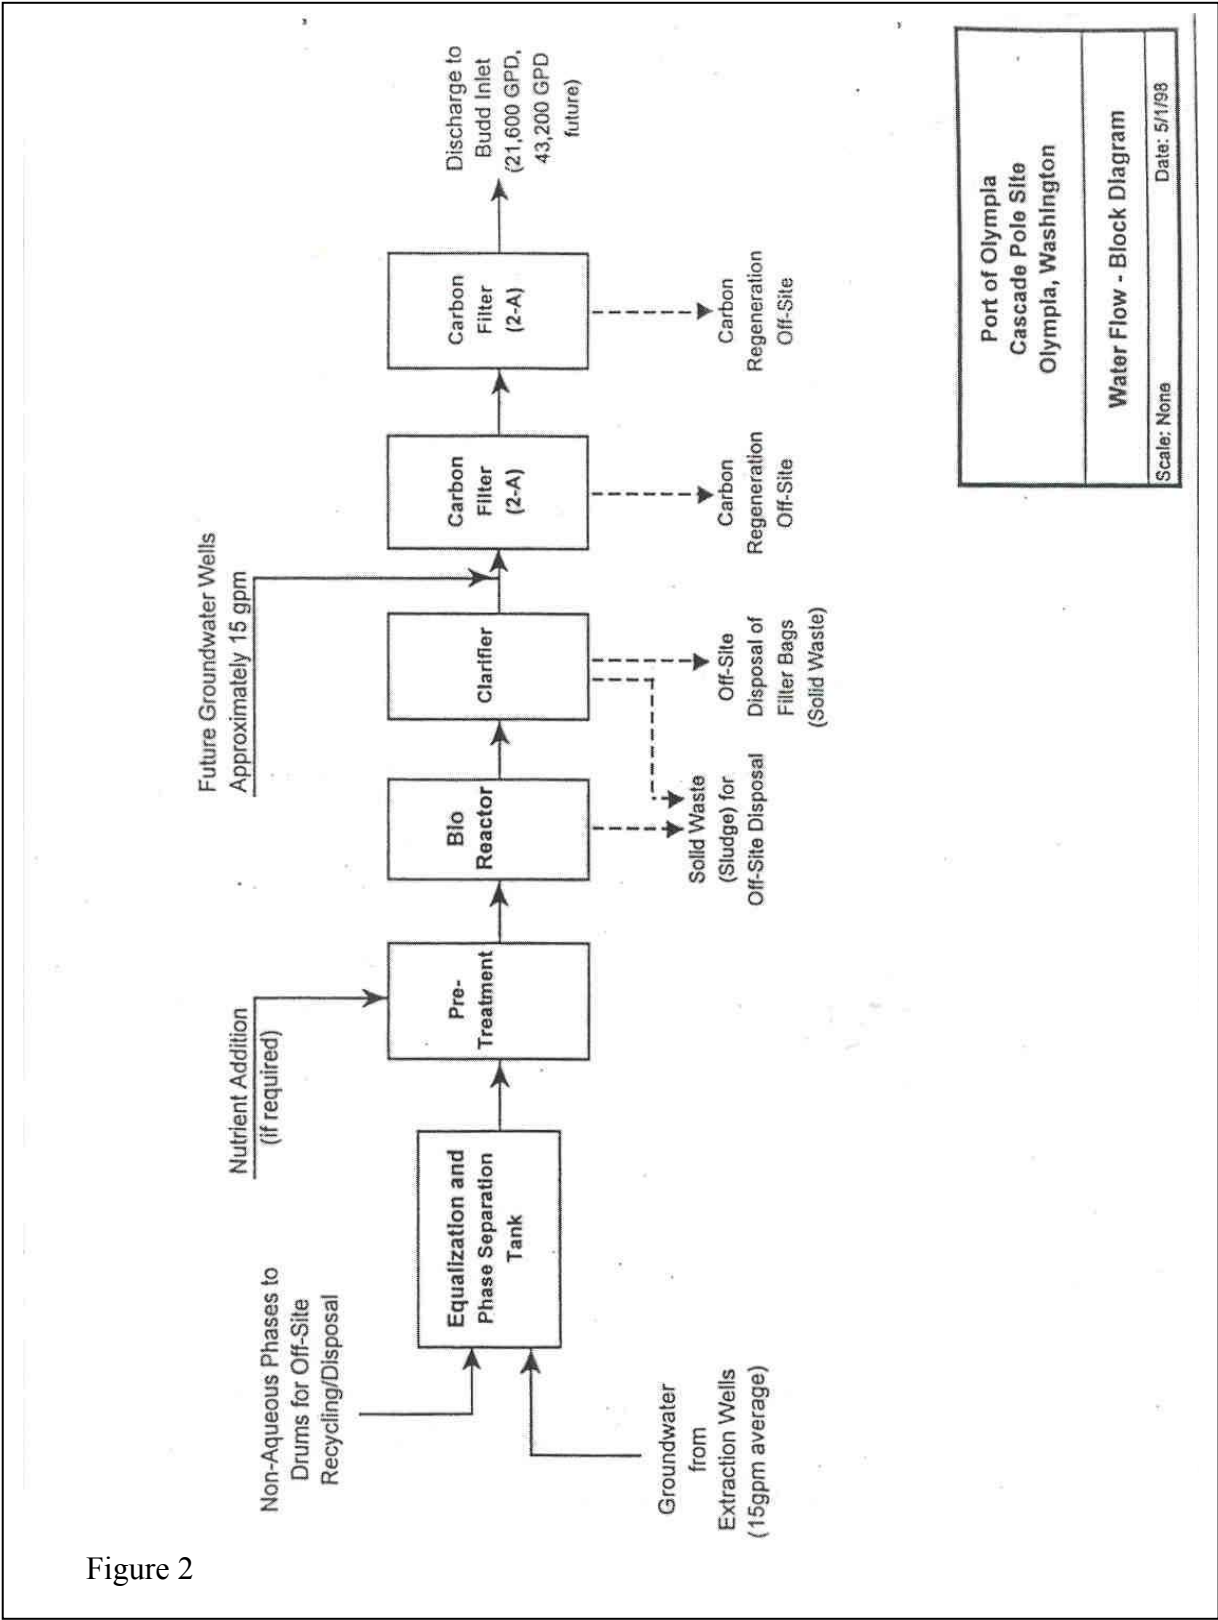 Non-Aqueous Phases to
Drums for Off-Site
Recycling/Disposal
Groundwater
from
Extraction Wells
(15gpm average)
Equalization and
Phase Separation
Tank
Nutrient Addition
(if required)
Pre-
Treatment
Bio
Reactor
Solid Waste
(Sludge) for
Off-Site Disposal
Clarifier
Off-Site
Disposal of
Filter Bags
(Solid Waste)
Future Groundwater Wells
Approximately 15 gpm
Carbon
Filter
(2-A)
Carbon
Regeneration
Off-Site
Carbon
Filter
(2-A)
Carbon
Regeneration
Off-Site
Discharge to
Budd Inlet
(21,600 GPD,
43,200 GPD
future)
Port of Olympia
Cascade Pole Site
Olympia, Washington
Water Flow - Block Diagram
Scale: None Date: 5/1/98
Figure 2